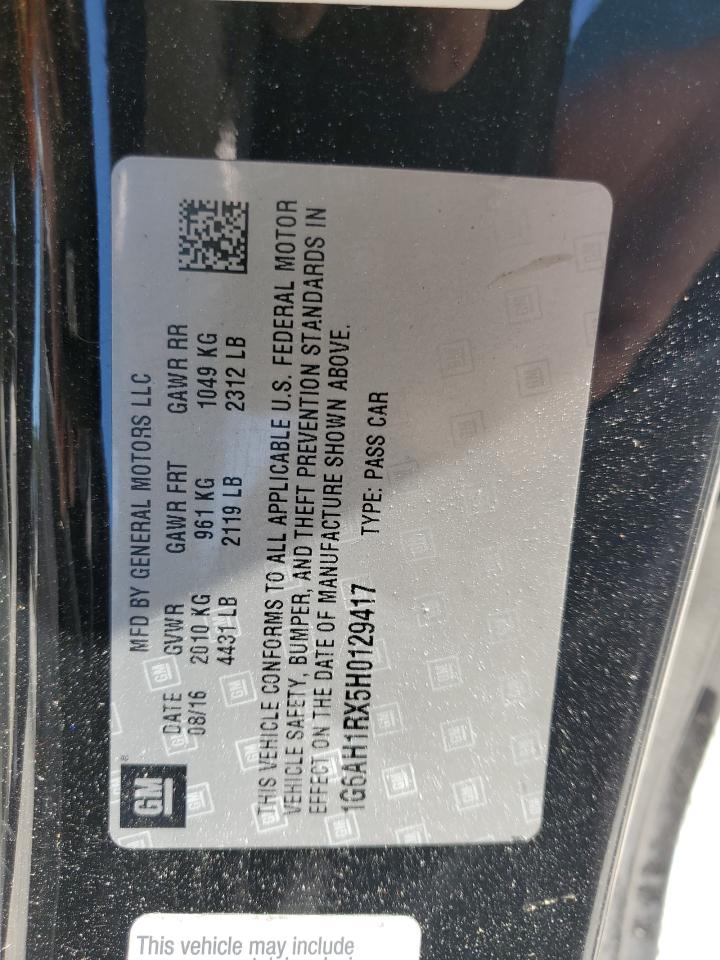 GM
MFD BY GENERAL MOTORS LLC
DATE GVWR GAWR FRT GAWR RR
08/16 2010 KG 961 KG 1049 KG
4431 LB 2119 LB 2312 LB
THIS VEHICLE CONFORMS TO ALL APPLICABLE U.S. FEDERAL MOTOR
VEHICLE SAFETY, BUMPER, AND THEFT PREVENTION STANDARDS IN
EFFECT ON THE DATE OF MANUFACTURE SHOWN ABOVE.
1G6AH1RX5H0129417 TYPE: PASS CAR
This vehicle may include